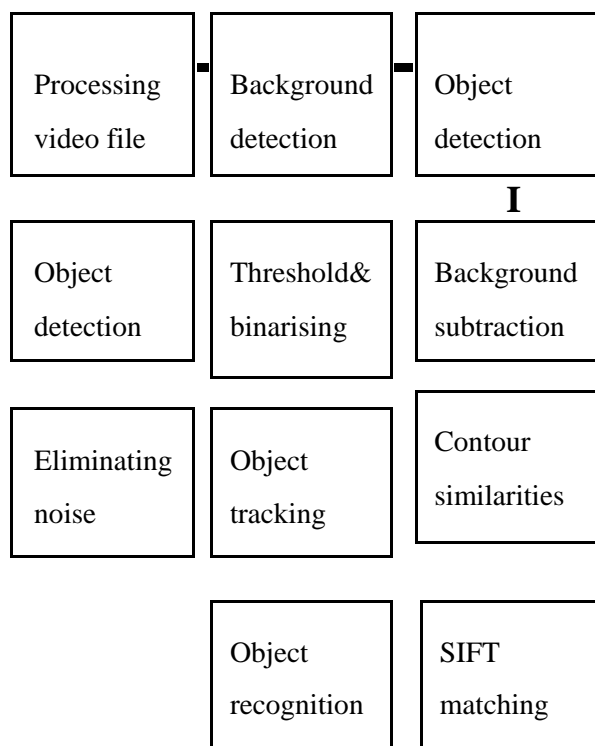 Processing
video file
Background
detection
Object
detection
I
Object
detection
Threshold&
binarising
Background
subtraction
Eliminating
noise
Object
tracking
Contour
similarities
Object
recognition
SIFT
matching